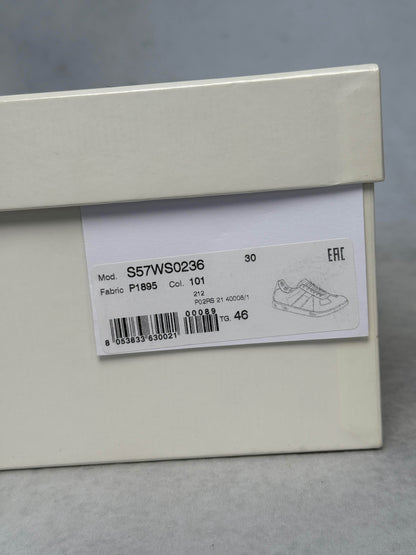 Mod. S57WS0236 30 EAC
Fabric P1895 Col. 101
212
P02RS 21 40008/1
00089
TG. 46
8 053833 630021